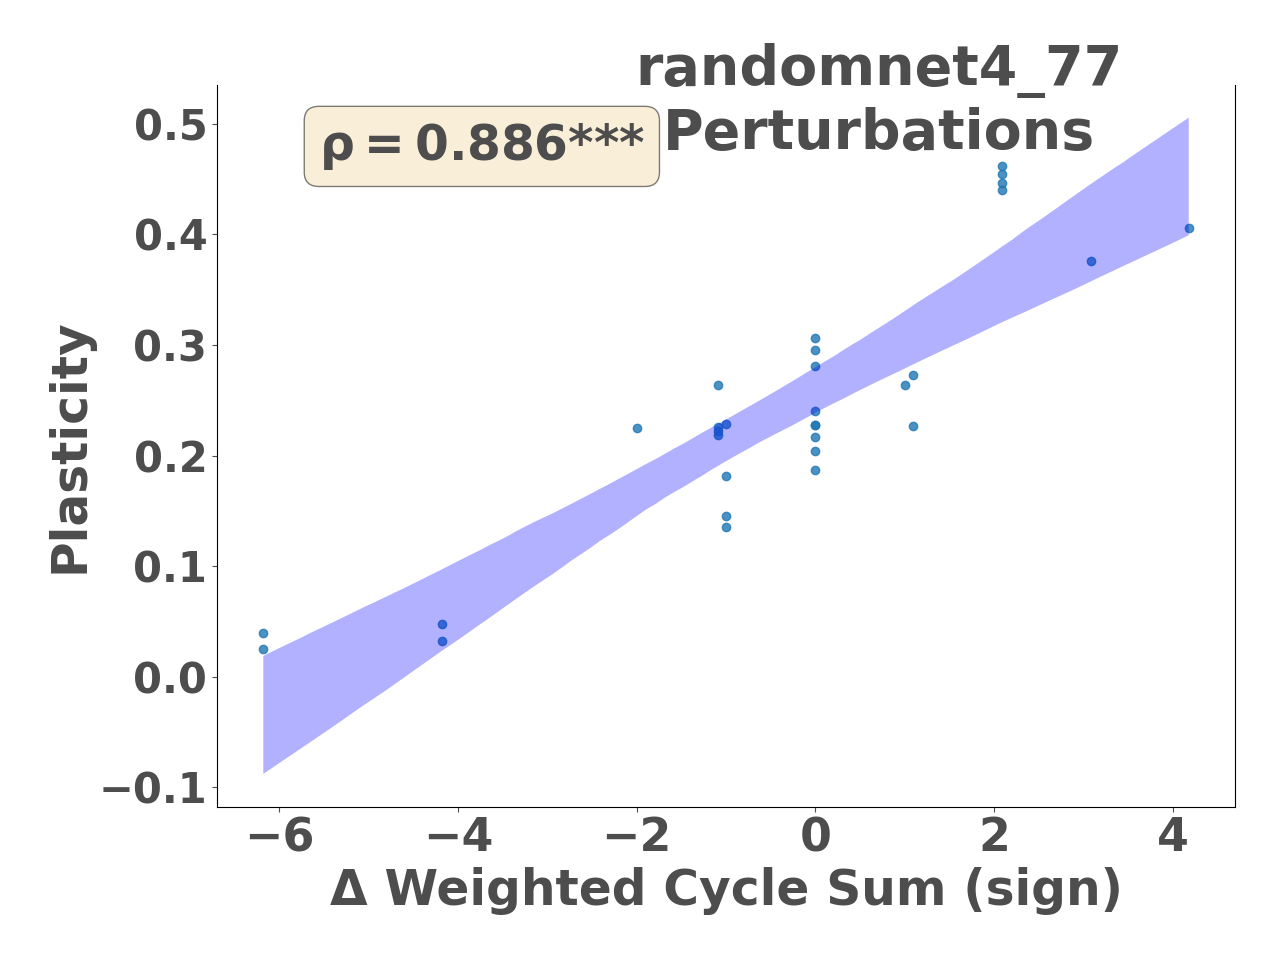 randomnet4_77
Perturbations
ρ = 0.886***
Plasticity
0.5
0.4
0.3
0.2
0.1
0.0
−0.1
−6 −4 −2 0 2 4
Δ Weighted Cycle Sum (sign)